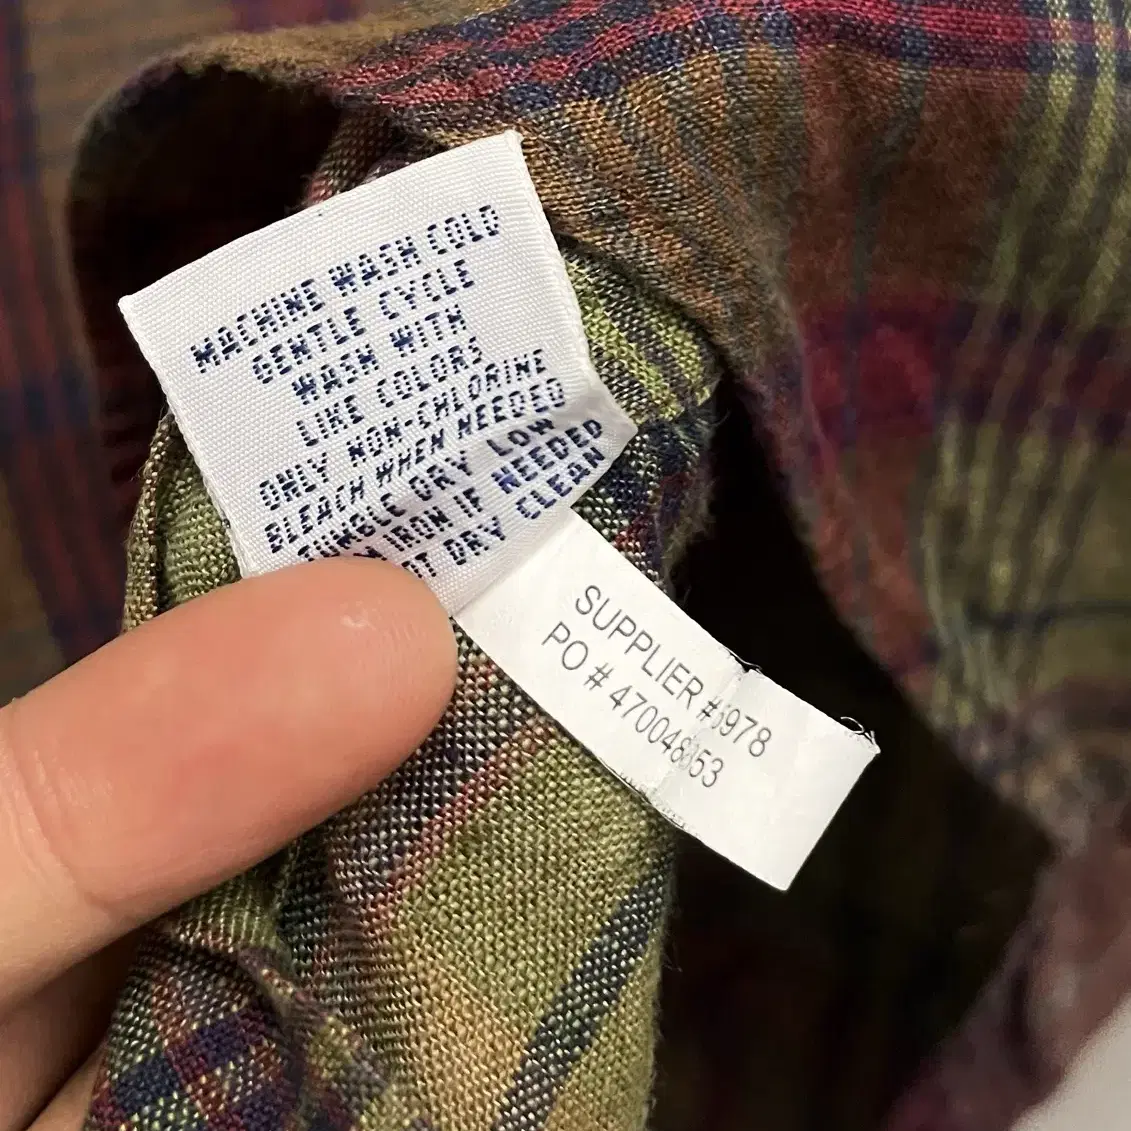 MACHINE WASH COLD
GENTLE CYCLE
WASH WITH
LIKE COLORS
ONLY NON-CHLORINE
BLEACH WHEN NEEDED
TUMBLE DRY LOW
IRON IF NEEDED
DRY CLEAN
SUPPLIER
PO #